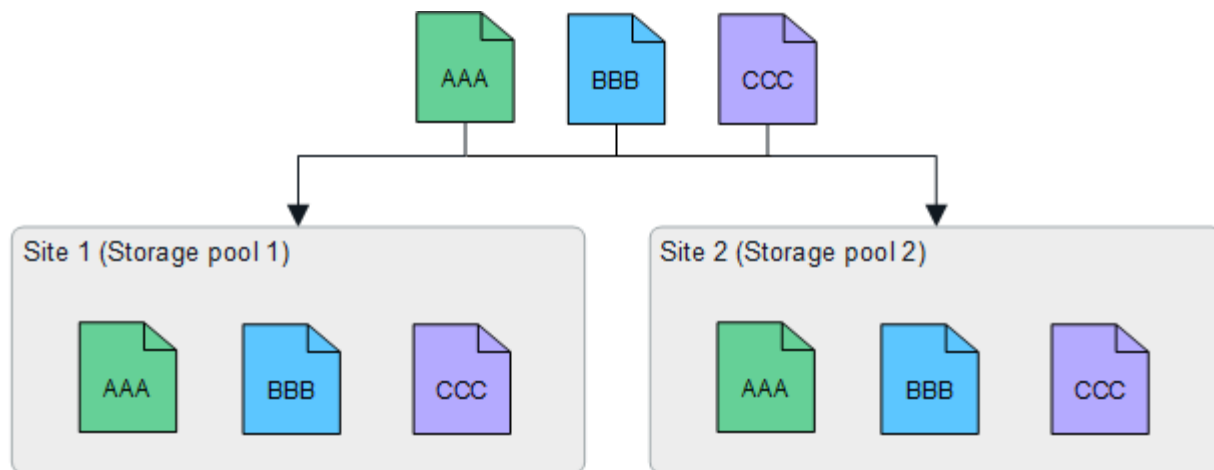 AAA
BBB
CCC
Site 1 (Storage pool 1)
AAA
BBB
CCC
Site 2 (Storage pool 2)
AAA
BBB
CCC